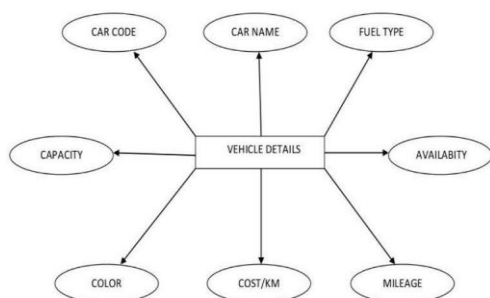 CAR CODE
CAR NAME
FUEL TYPE
CAPACITY
VEHICLE DETAILS
AVAILABITY
COLOR
COST/KM
MILEAGE